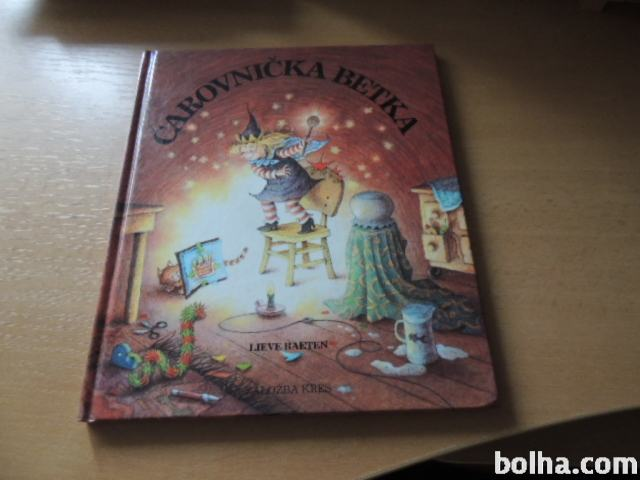 ČAROVNIČKA BETKA
LIEVE BAETEN
ZALOŽBA KRES
bolha.com